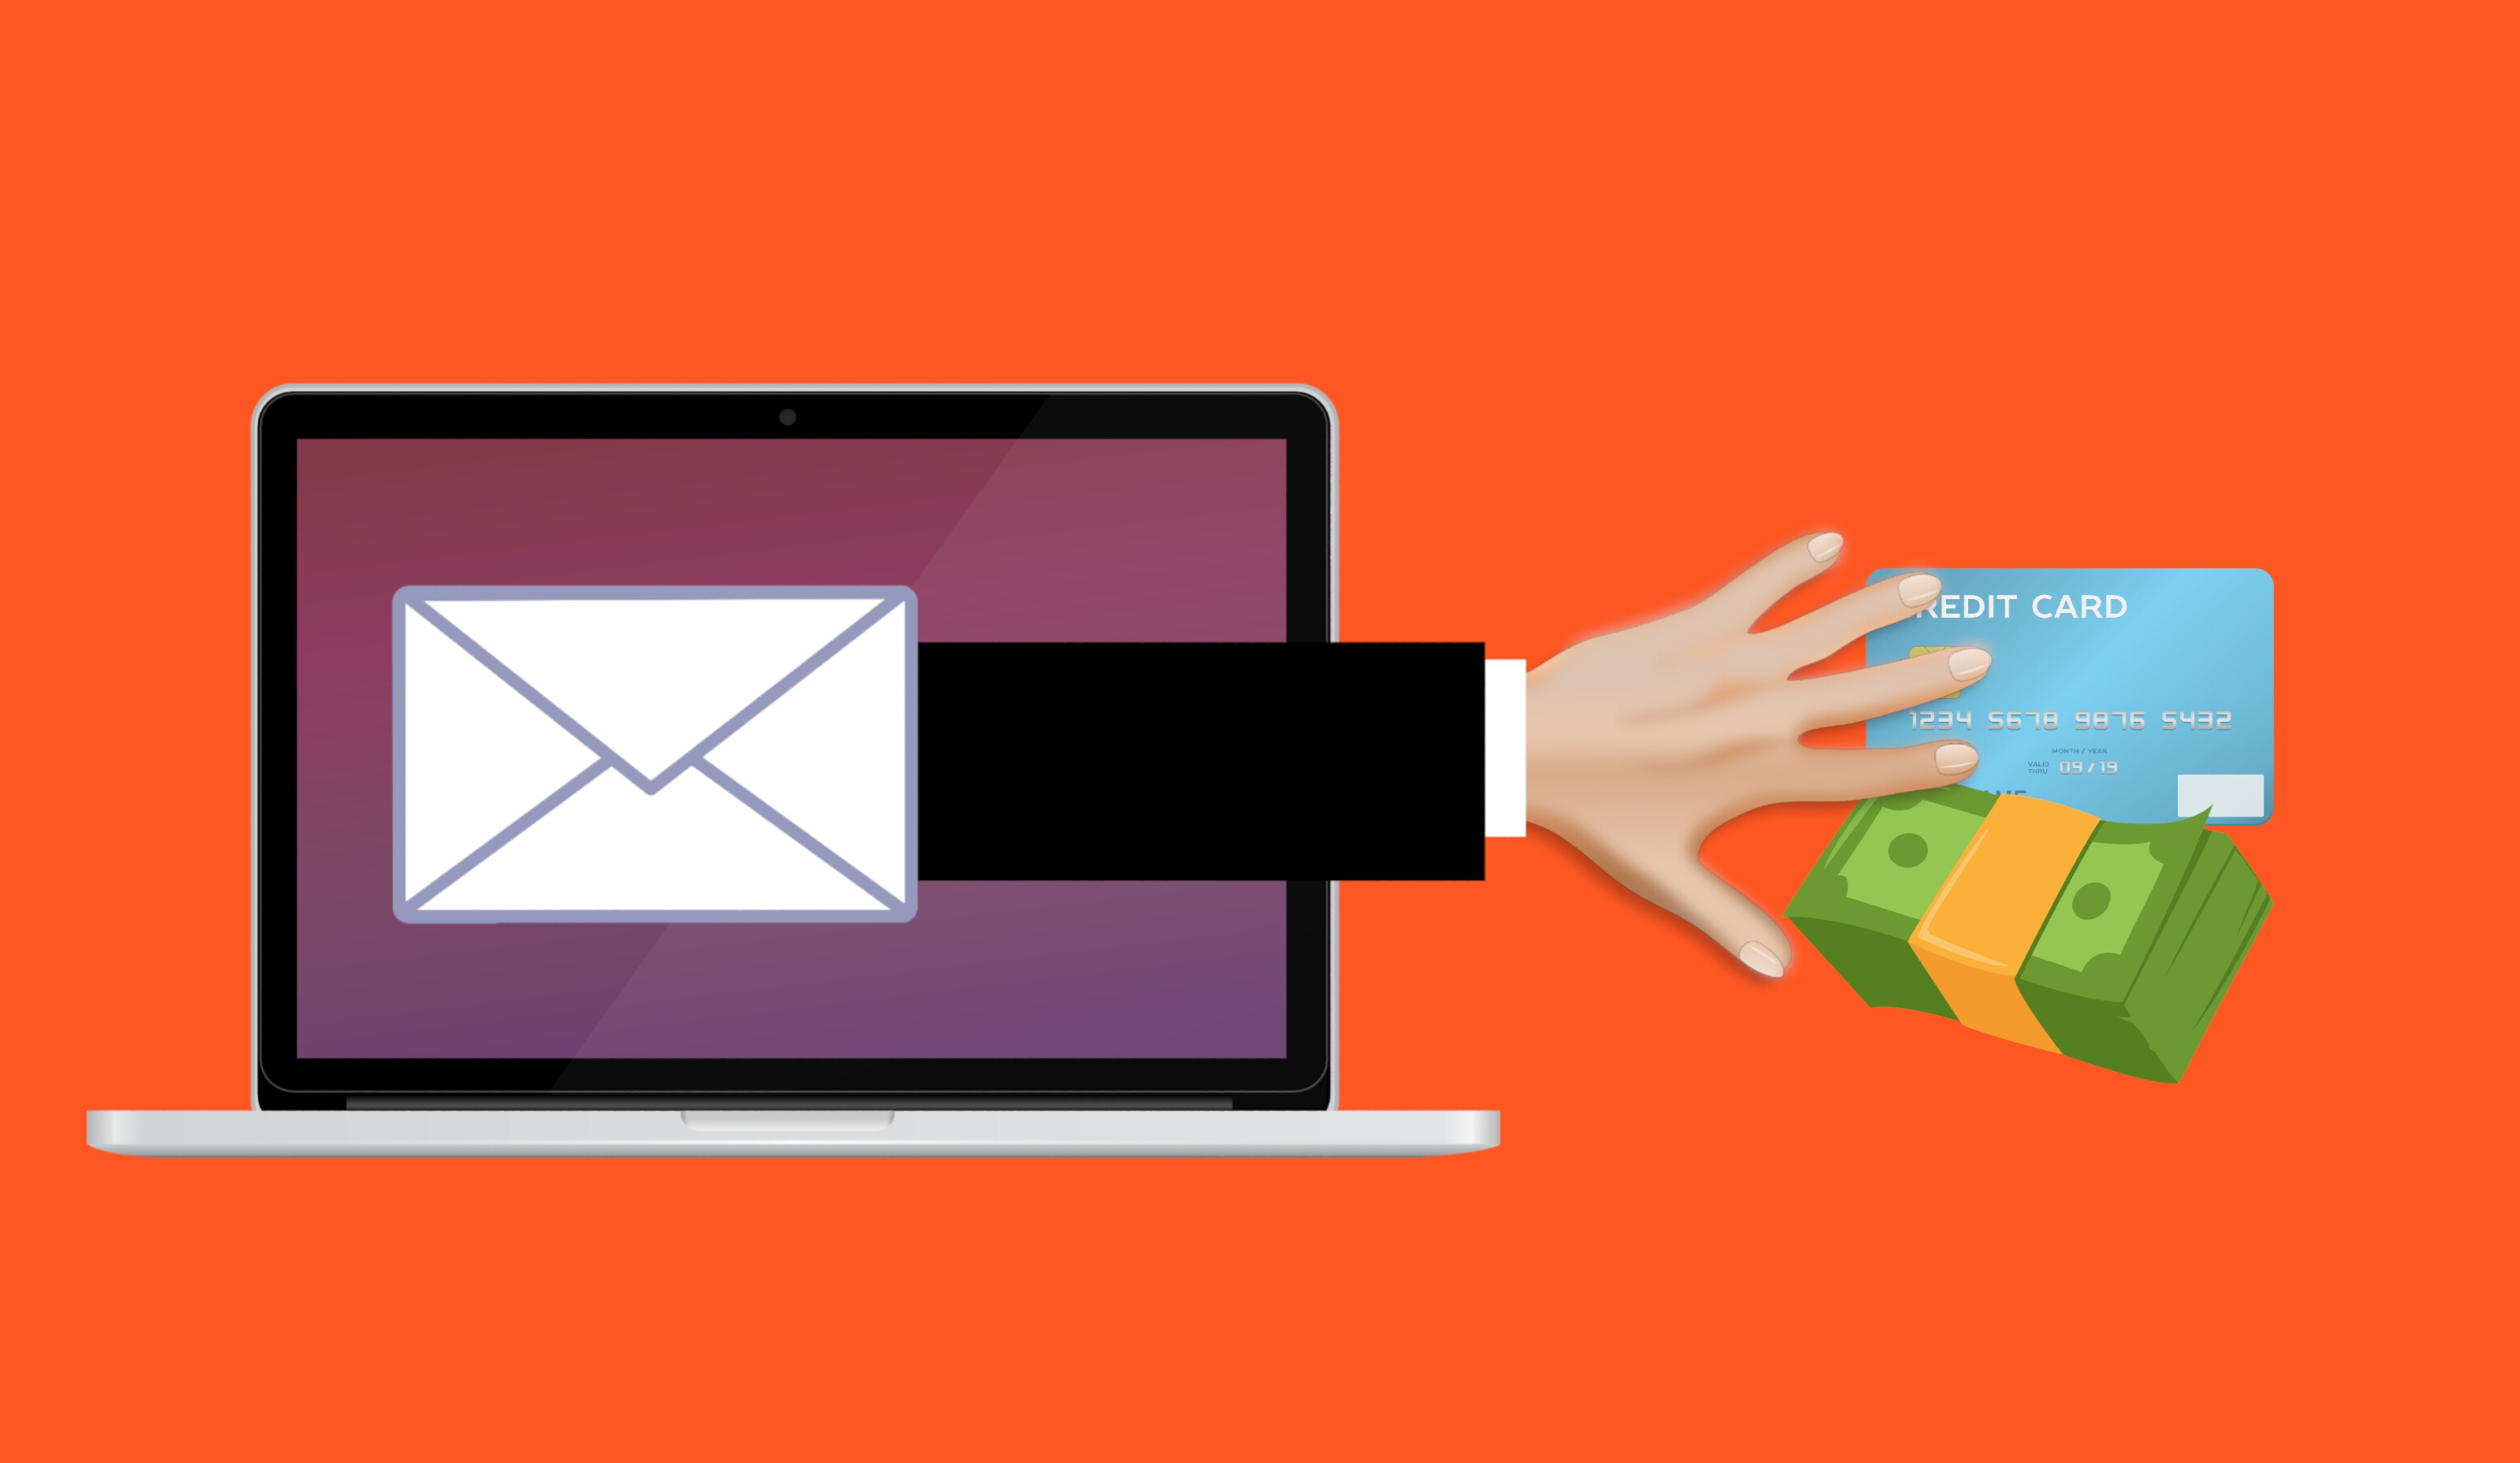 REDIT CARD
1234 5678 9876 5432
MONTH / YEAR
VALID
THRU
09/19